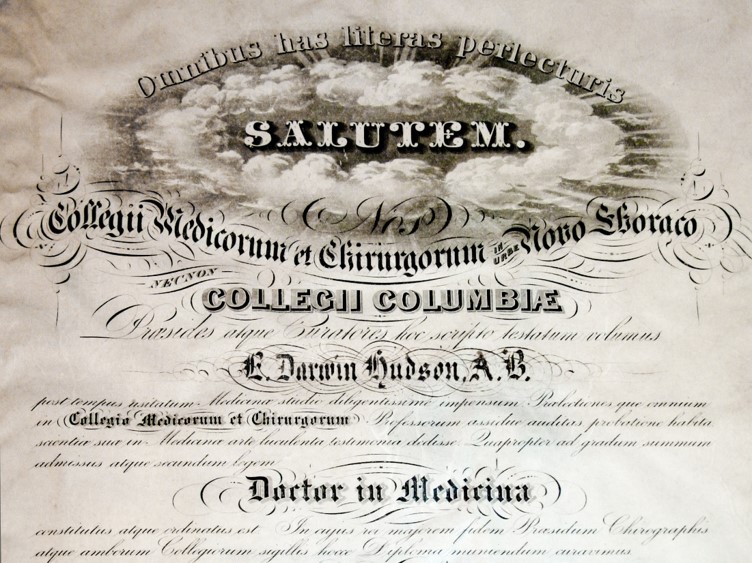 Omnibus has literas perlecturis
SALUTEM.
Nos
Collegii Medicorum et Chirurgorum IN URBE Novo Eboraco
NECNON
COLLEGII COLUMBIÆ
Præsides atque Curatores hoc scripto testatum volumus
E. Darwin Hudson, A.B.
post tempus usitatum Medicinæ studio diligentissime impensum Prælectiones que omnium
in Collegio Medicorum et Chirurgorum Professorum assidue auditas probatione habita
scientiæ suæ in Medicinæ arte luculenta testimonia dedisse Quapropter ad gradum summum
admissus atque secundum legem
Doctor in Medicina
constitutus atque ordinatus est In cujus rei majorem fidem Præsidum Chirographis
atque amborum Collegiorum sigillis hocce Diploma muniendum curavimus